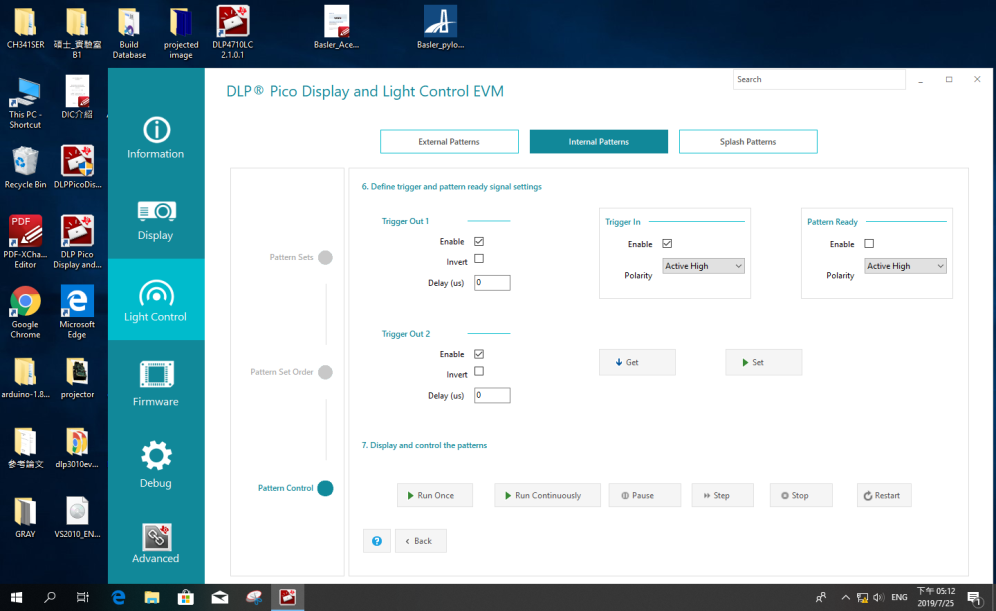 CH341SER
碩士_實驗室
B1
Build
Database
projected
image
DLP4710LC
2.1.0.1
Basler_Ace...
Basler_pylo...
This PC -
Shortcut
DIC介紹
Recycle Bin
DLPPicoDis...
PDF
PDF-XCha...
Editor
DLP Pico
Display and...
Google
Chrome
Microsoft
Edge
arduino-1.8...
projector
參考論文
dlp3010ev...
GRAY
VS2010_EN...
Information
Display
Light Control
Firmware
Debug
Advanced
DLP® Pico Display and Light Control EVM
Search
External Patterns
Internal Patterns
Splash Patterns
Pattern Sets
Pattern Set Order
Pattern Control
6. Define trigger and pattern ready signal settings
Trigger Out 1
Enable
Invert
Delay (us) 0
Trigger In
Enable
Polarity Active High
Pattern Ready
Enable
Polarity Active High
Trigger Out 2
Enable
Invert
Delay (us) 0
Get
Set
7. Display and control the patterns
Run Once
Run Continuously
Pause
Step
Stop
Restart
? Back
ENG
下午 05:12
2019/7/25
1